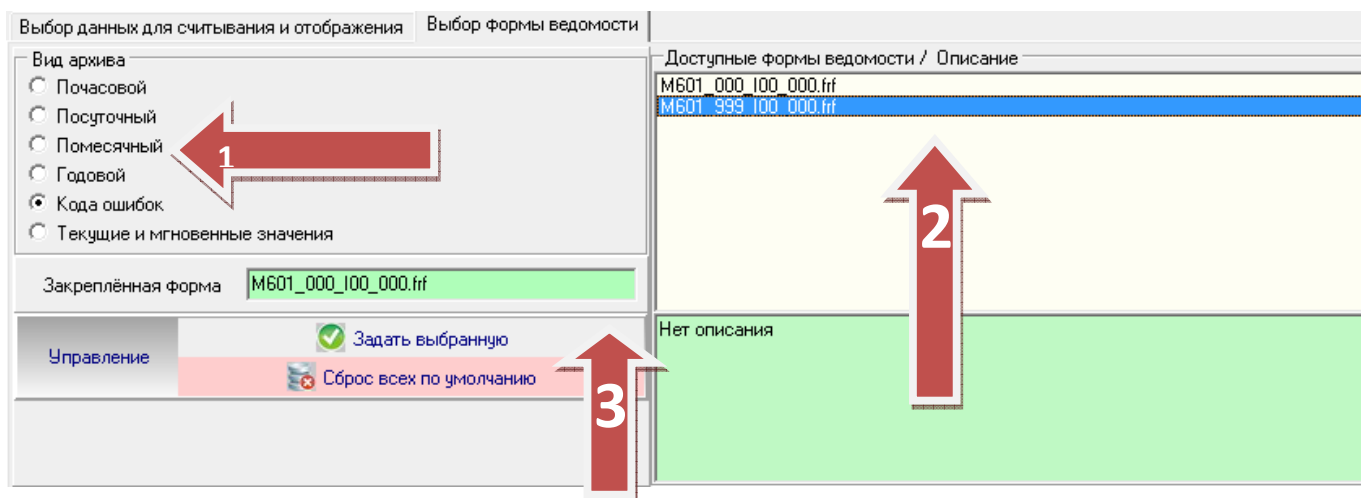 Выбор данных для считывания и отображения
Выбор формы ведомости
Вид архива
Почасовой
Посуточный
Помесячный
Годовой
Кода ошибок
Текущие и мгновенные значения
1
Закреплённая форма
M601_000_I00_000.frf
Управление
Задать выбранную
Сброс всех по умолчанию
3
Доступные формы ведомости / Описание
M601_000_I00_000.frf
M601_999_I00_000.frf
2
Нет описания